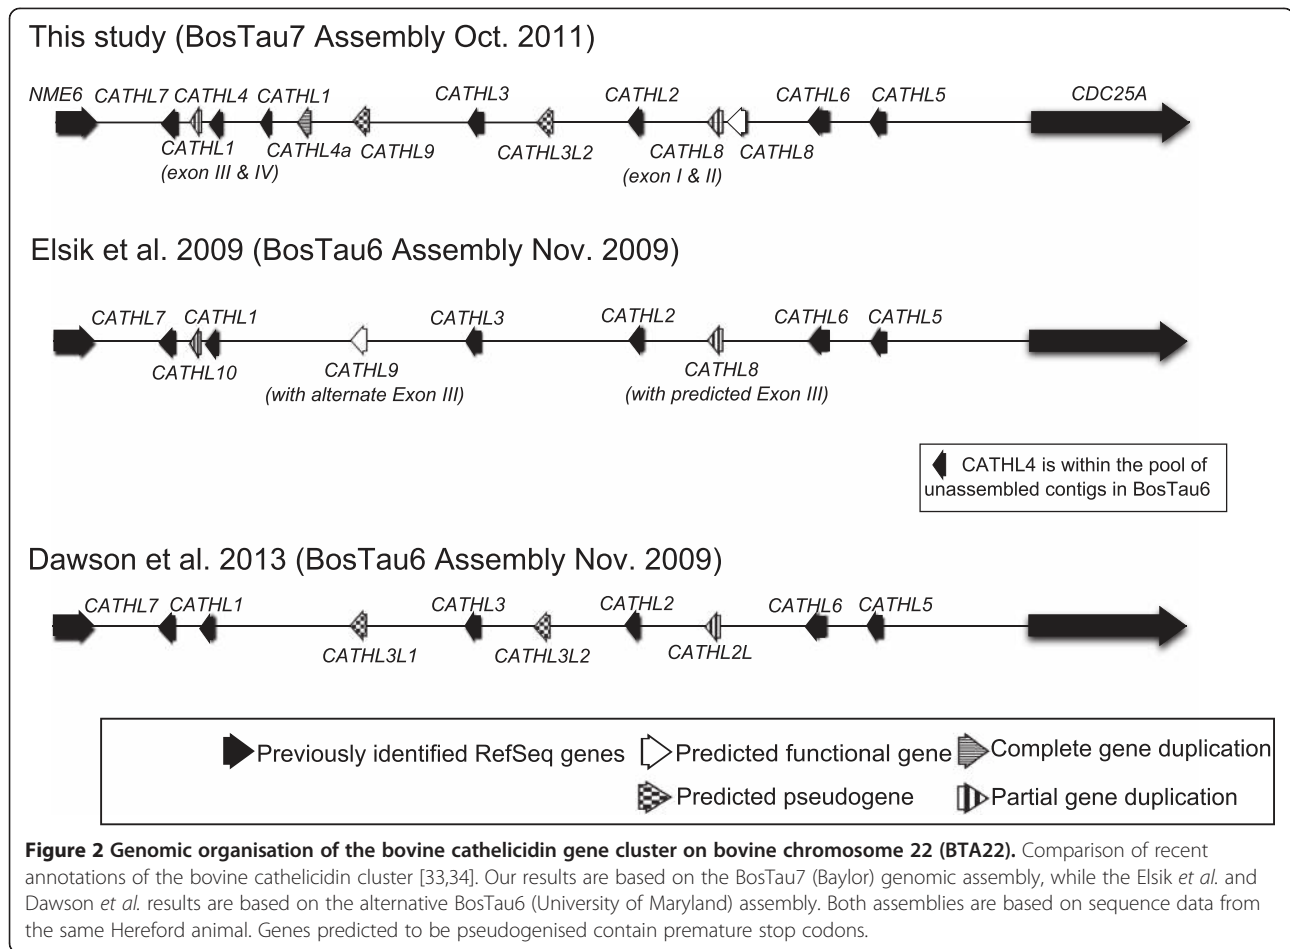 This study (BosTau7 Assembly Oct. 2011)
NME6 CATHL7 CATHL4 CATHL1 CATHL3 CATHL2 CATHL6 CATHL5 CDC25A
CATHL1 CATHL4a CATHL9 CATHL3L2 CATHL8 CATHL8
(exon III & IV) (exon I & II)
Elsik et al. 2009 (BosTau6 Assembly Nov. 2009)
CATHL7 CATHL1 CATHL3 CATHL2 CATHL6 CATHL5
CATHL10 CATHL9 CATHL8
(with alternate Exon III) (with predicted Exon III)
CATHL4 is within the pool of
unassembled contigs in BosTau6
Dawson et al. 2013 (BosTau6 Assembly Nov. 2009)
CATHL7 CATHL1 CATHL3 CATHL2 CATHL6 CATHL5
CATHL3L1 CATHL3L2 CATHL2L
Previously identified RefSeq genes Predicted functional gene Complete gene duplication
Predicted pseudogene Partial gene duplication
Figure 2 Genomic organisation of the bovine cathelicidin gene cluster on bovine chromosome 22 (BTA22). Comparison of recent
annotations of the bovine cathelicidin cluster [33,34]. Our results are based on the BosTau7 (Baylor) genomic assembly, while the Elsik et al. and
Dawson et al. results are based on the alternative BosTau6 (University of Maryland) assembly. Both assemblies are based on sequence data from
the same Hereford animal. Genes predicted to be pseudogenised contain premature stop codons.